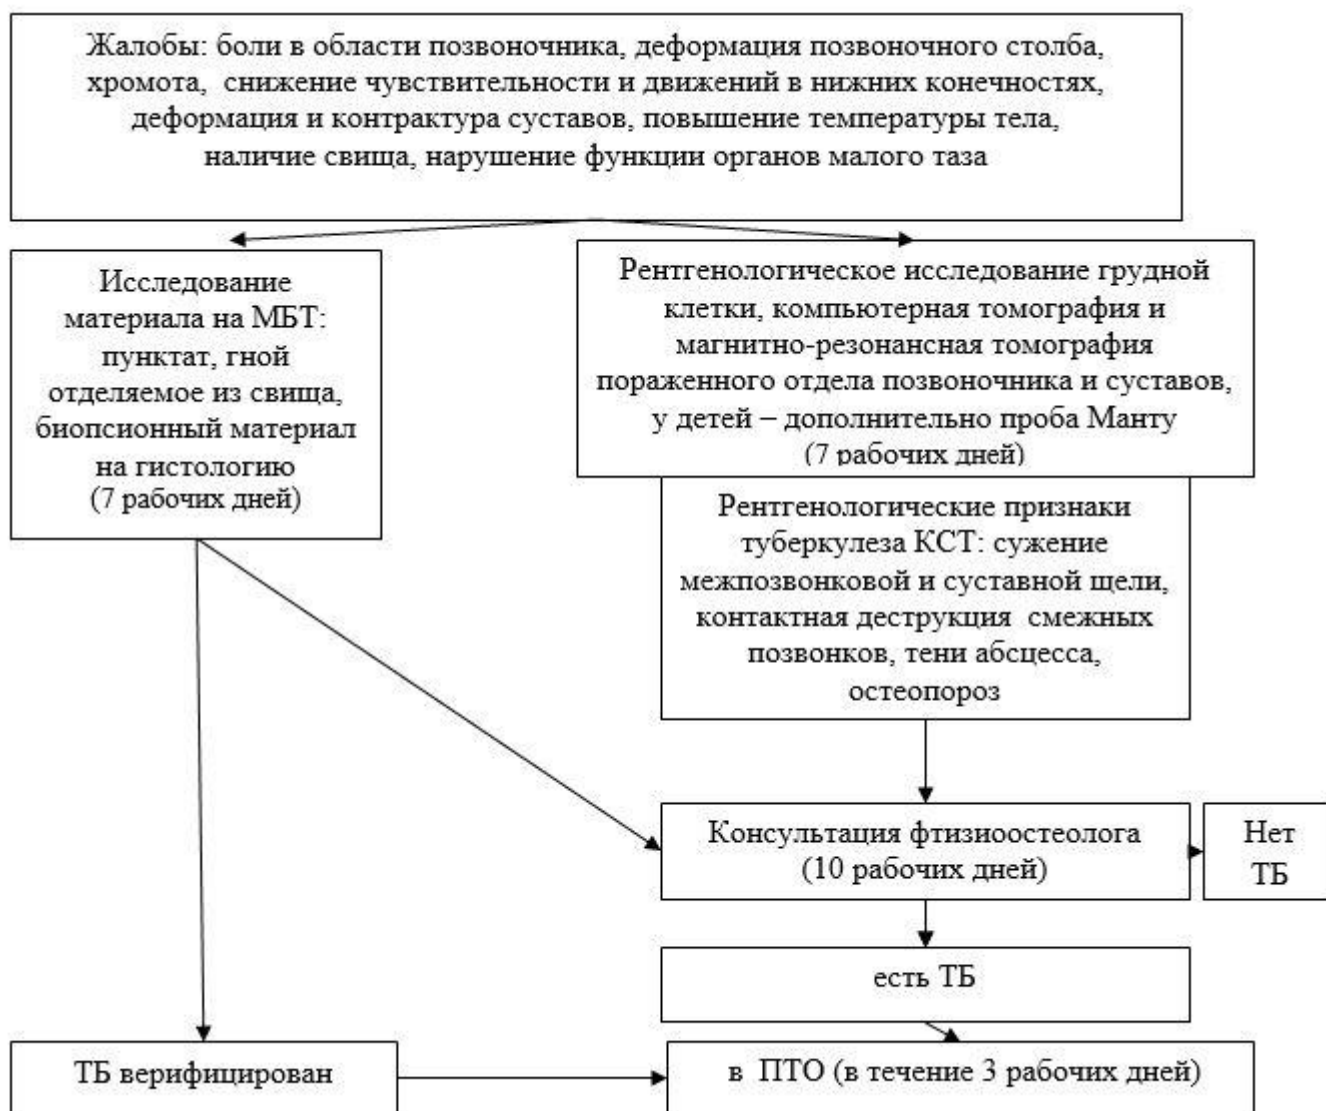 Жалобы: боли в области позвоночника, деформация позвоночного столба,
хромота, снижение чувствительности и движений в нижних конечностях,
деформация и контрактура суставов, повышение температуры тела,
наличие свища, нарушение функции органов малого таза
Исследование
материала на МБТ:
пунктат, гной
отделяемое из свища,
биопсионный материал
на гистологию
(7 рабочих дней)
Рентгенологическое исследование грудной
клетки, компьютерная томография и
магнитно-резонансная томография
пораженного отдела позвоночника и суставов,
у детей – дополнительно проба Манту
(7 рабочих дней)
Рентгенологические признаки
туберкулеза КСТ: сужение
межпозвонковой и суставной щели,
контактная деструкция смежных
позвонков, тени абсцесса,
остеопороз
Консультация фтизиоостеолога
(10 рабочих дней)
Нет
ТБ
есть ТБ
ТБ верифицирован
в ПТО (в течение 3 рабочих дней)